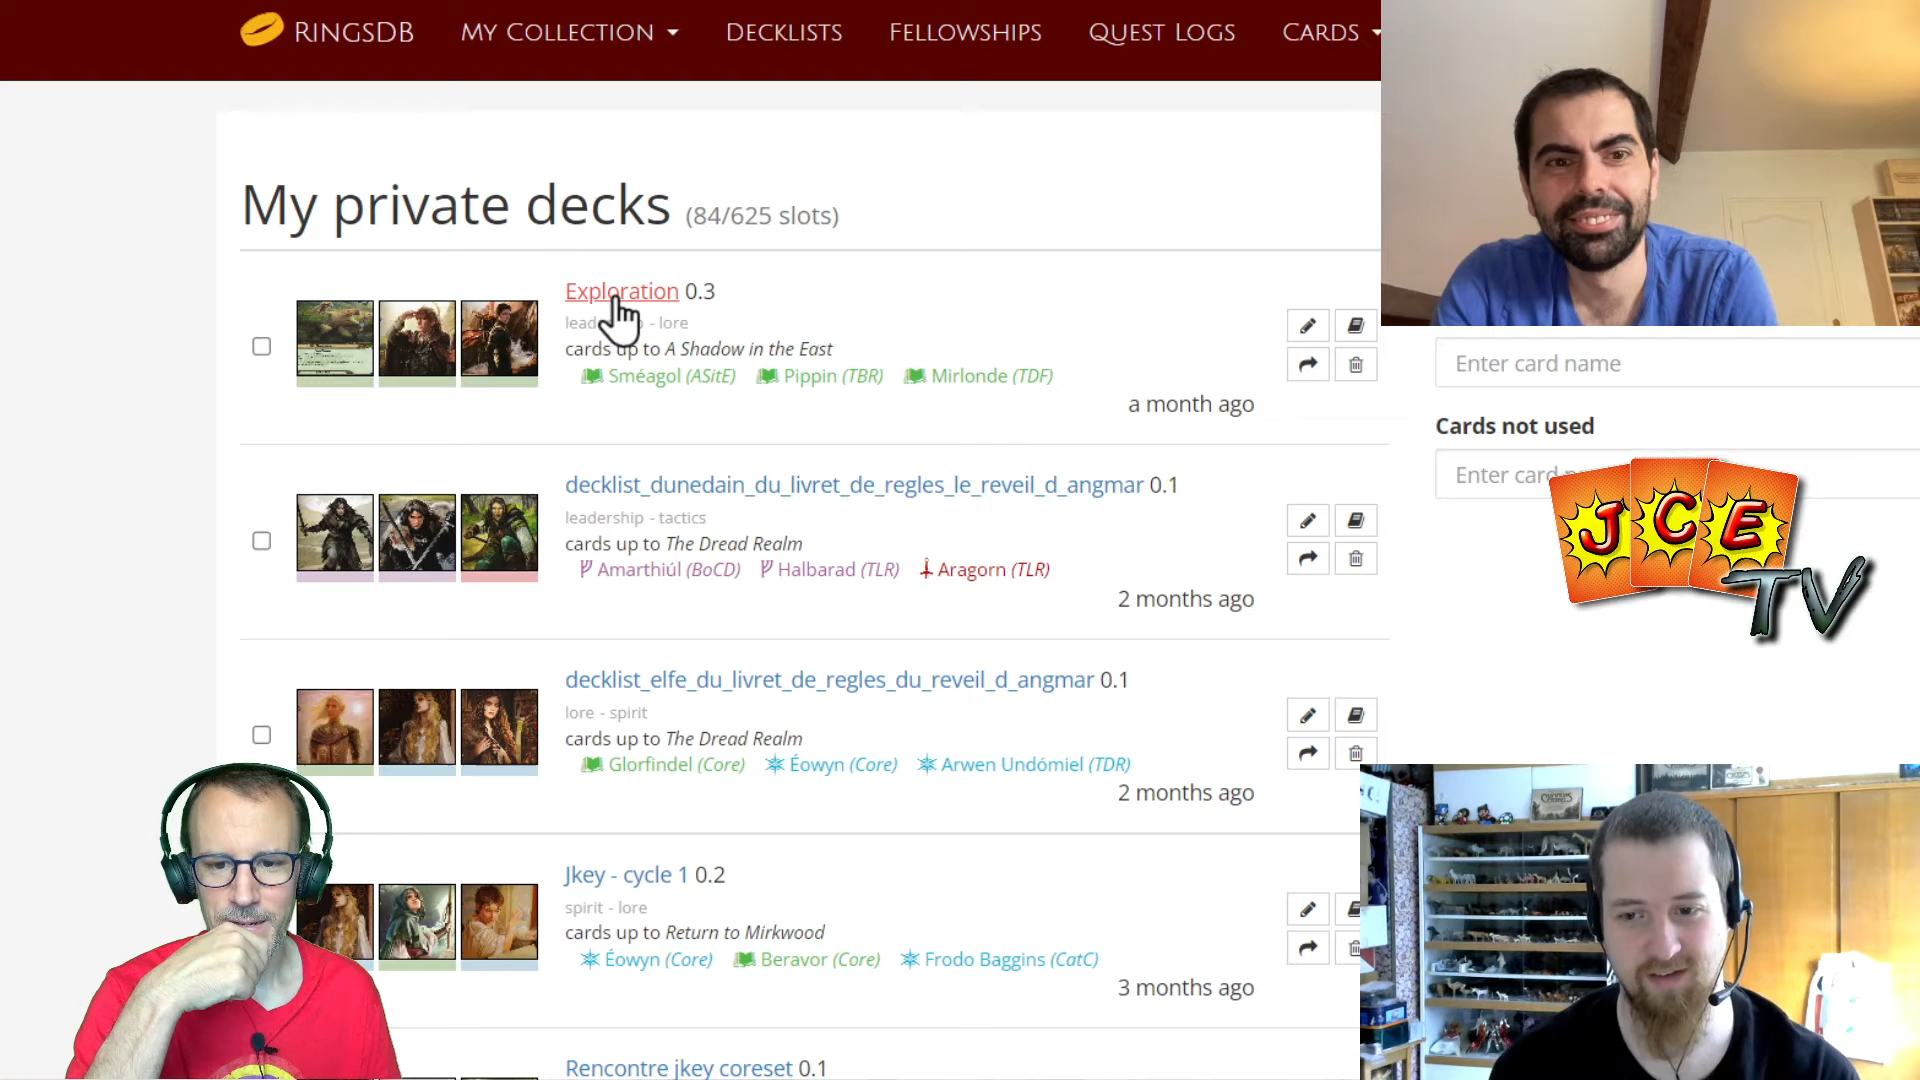 RINGSDB MY COLLECTION DECKLISTS FELLOWSHIPS QUEST LOGS CARDS
My private decks (84/625 slots)
Exploration 0.3
lead - lore
cards up to A Shadow in the East
Sméagol (ASitE) Pippin (TBR) Mirlonde (TDF)
a month ago
decklist_dunedain_du_livret_de_regles_le_reveil_d_angmar 0.1
leadership - tactics
cards up to The Dread Realm
Amarthiúl (BoCD) Halbarad (TLR) Aragorn (TLR)
2 months ago
decklist_elfe_du_livret_de_regles_du_reveil_d_angmar 0.1
lore - spirit
cards up to The Dread Realm
Glorfindel (Core) Éowyn (Core) Arwen Undómiel (TDR)
2 months ago
Jkey - cycle 1 0.2
spirit - lore
cards up to Return to Mirkwood
Éowyn (Core) Beravor (Core) Frodo Baggins (CatC)
3 months ago
Rencontre jkey coreset 0.1
Enter card name
Cards not used
Enter card
JCE
TV